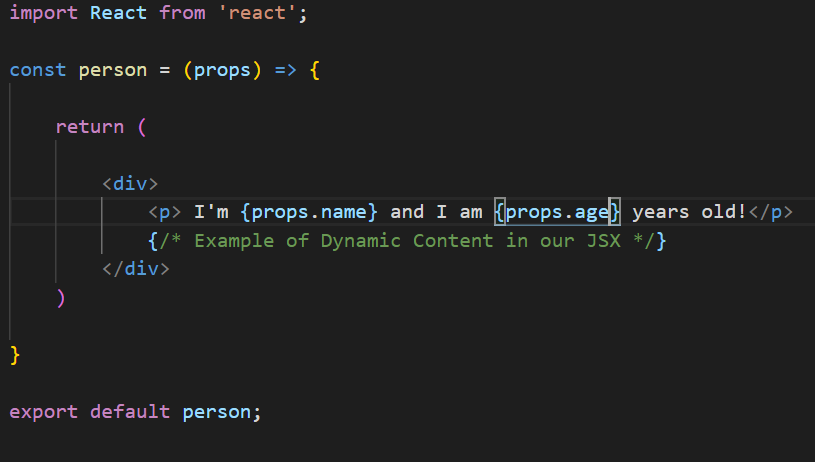 import React from 'react';
const person = (props) => {
return (
<div>
<p> I'm {props.name} and I am {props.age} years old!</p>
{/* Example of Dynamic Content in our JSX */}
</div>
)
}
export default person;